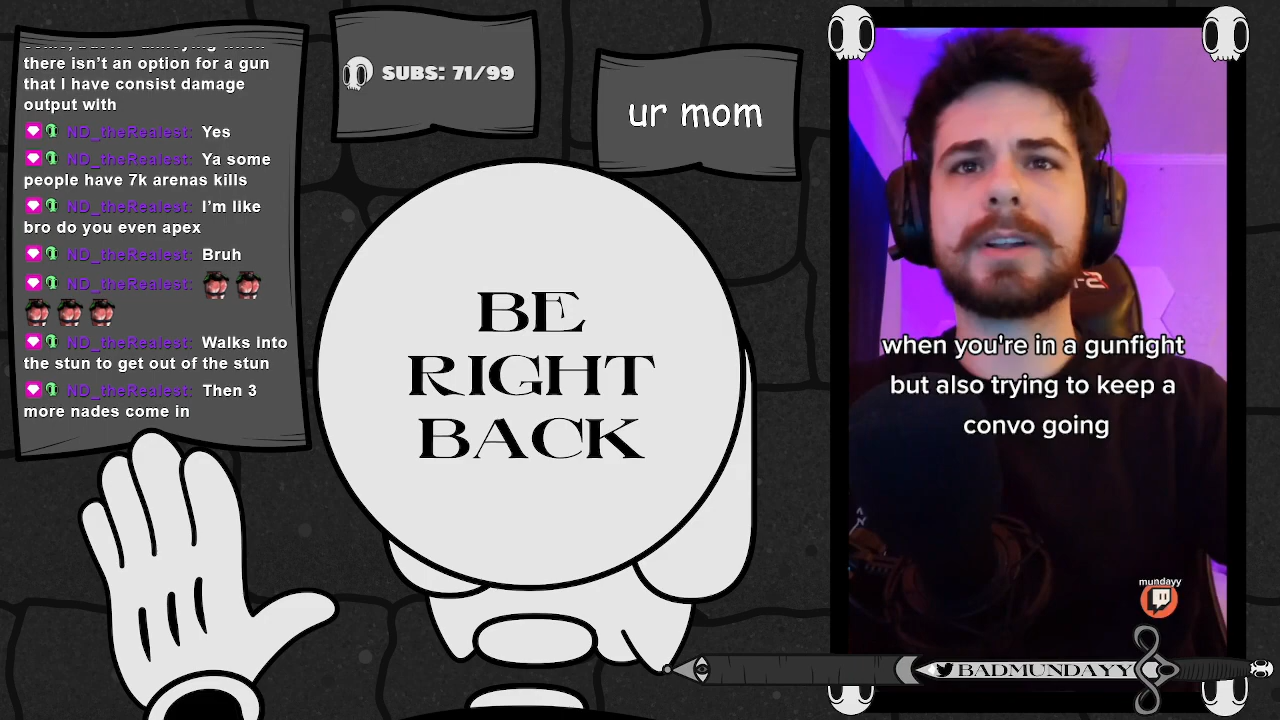 there isn't an option for a gun
that I have consist damage
output with
ND_theRealest: Yes
ND_theRealest: Ya some
people have 7k arenas kills
ND_theRealest: I'm like
bro do you even apex
ND_theRealest: Bruh
ND_theRealest:
ND_theRealest: Walks into
the stun to get out of the stun
ND_theRealest: Then 3
more nades come in
SUBS: 71/99
ur mom
BE
RIGHT
BACK
when you're in a gunfight
but also trying to keep a
convo going
mundayy
BADMUNDAYY